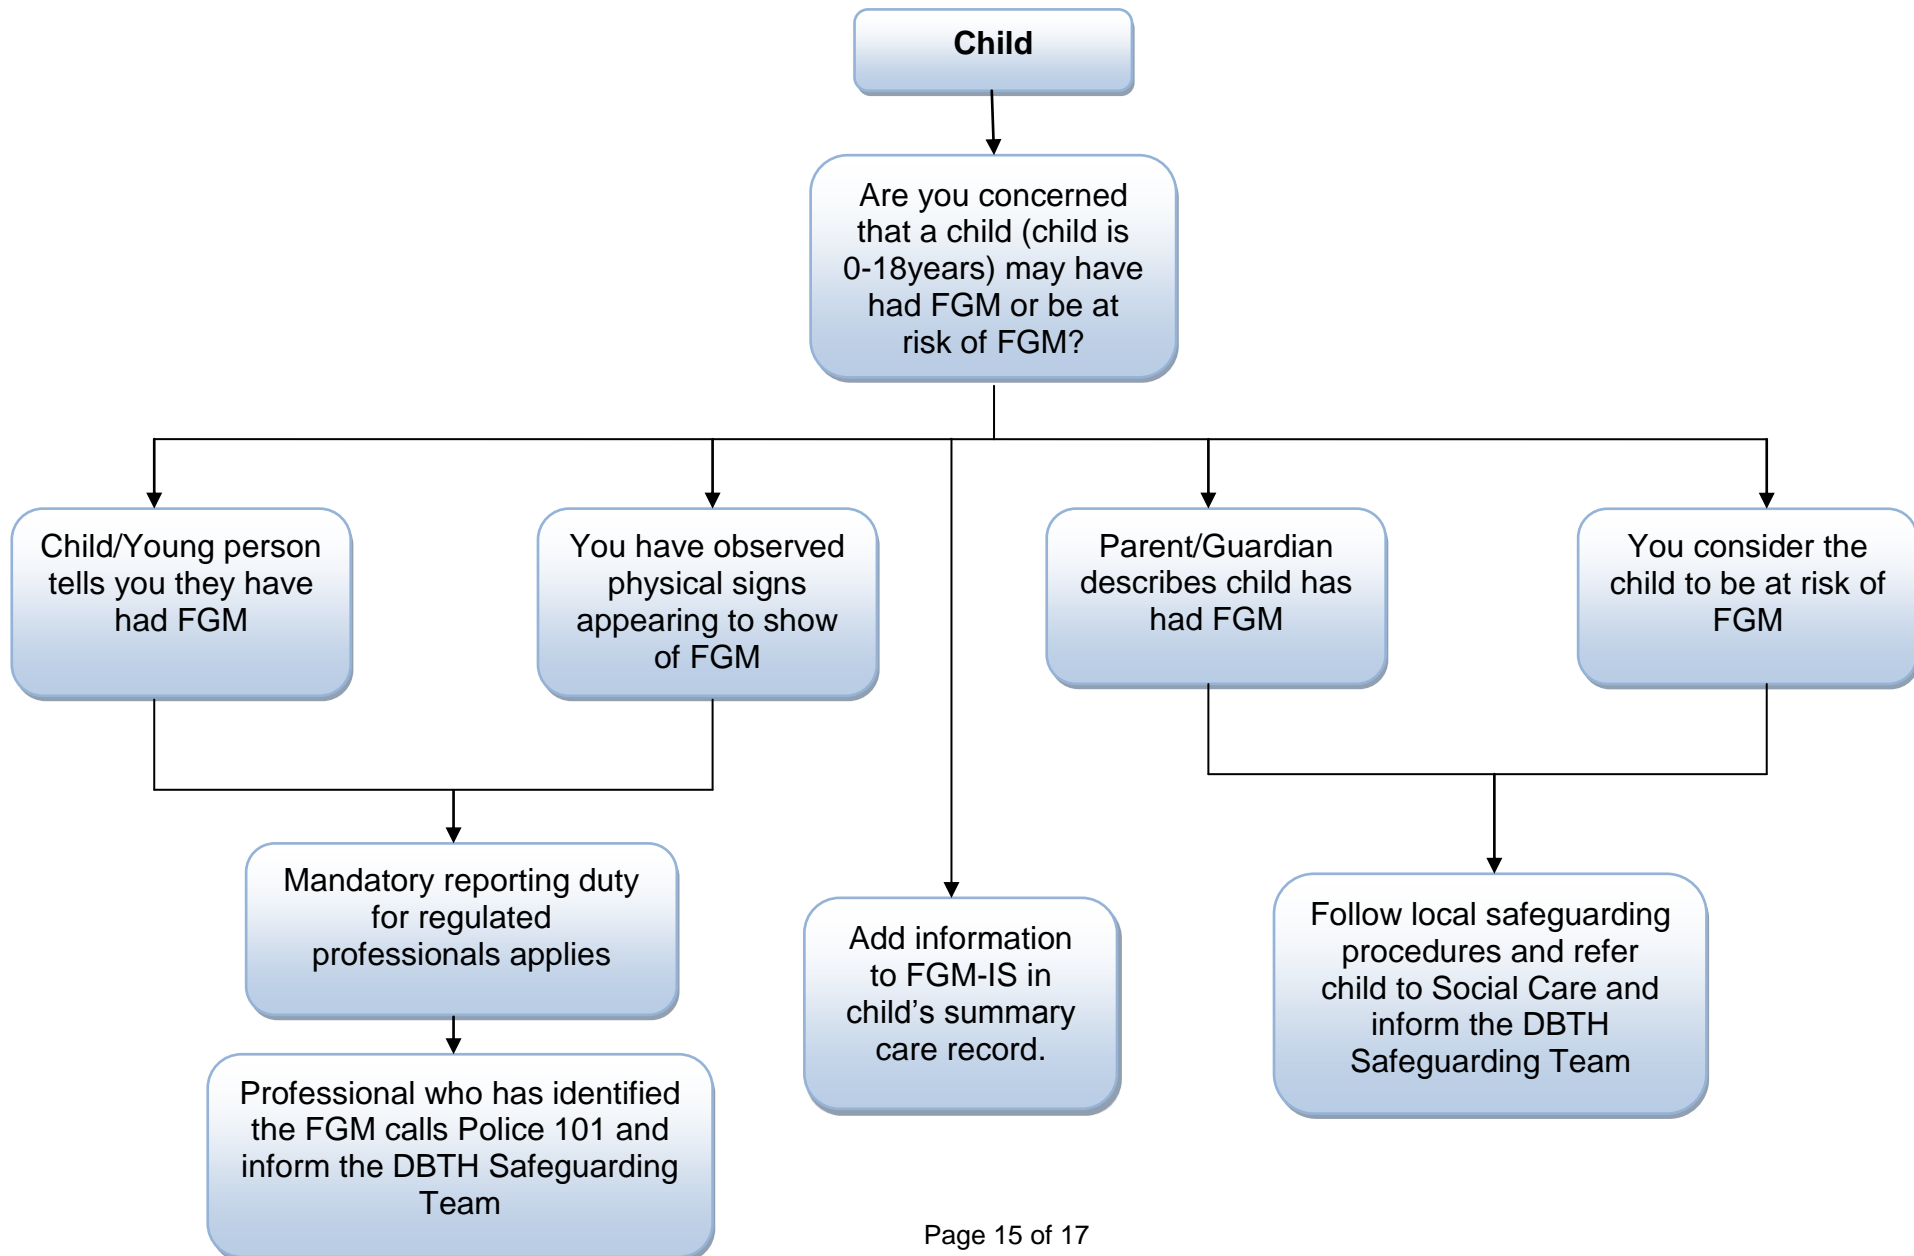 Child
Are you concerned
that a child (child is
0-18years) may have
had FGM or be at
risk of FGM?
Child/Young person
tells you they have
had FGM
You have observed
physical signs
appearing to show
of FGM
Parent/Guardian
describes child has
had FGM
You consider the
child to be at risk of
FGM
Mandatory reporting duty
for regulated
professionals applies
Add information
to FGM-IS in
child’s summary
care record.
Follow local safeguarding
procedures and refer
child to Social Care and
inform the DBTH
Safeguarding Team
Professional who has identified
the FGM calls Police 101 and
inform the DBTH Safeguarding
Team
Page 15 of 17